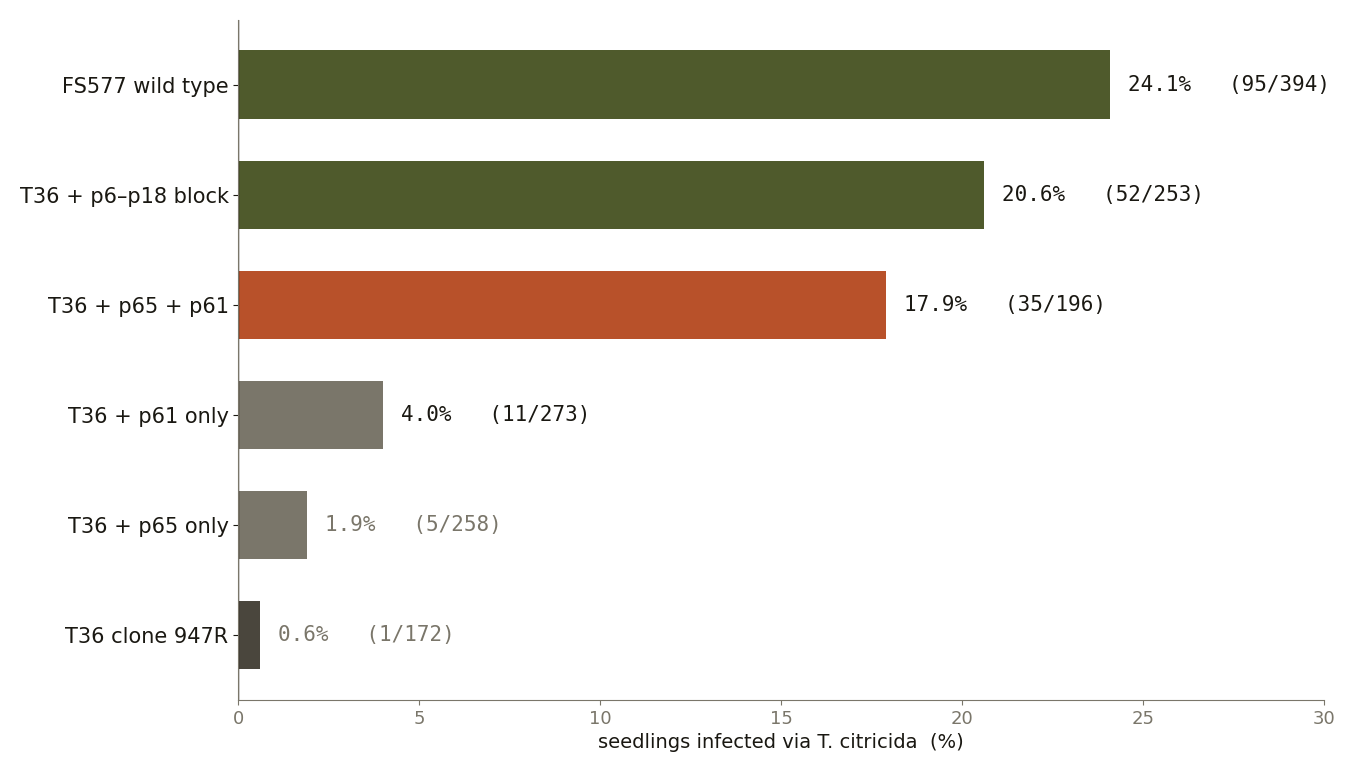 FS577 wild type 24.1% (95/394)
T36 + p6–p18 block 20.6% (52/253)
T36 + p65 + p61 17.9% (35/196)
T36 + p61 only 4.0% (11/273)
T36 + p65 only 1.9% (5/258)
T36 clone 947R 0.6% (1/172)
0 5 10 15 20 25 30
seedlings infected via T. citricida (%)